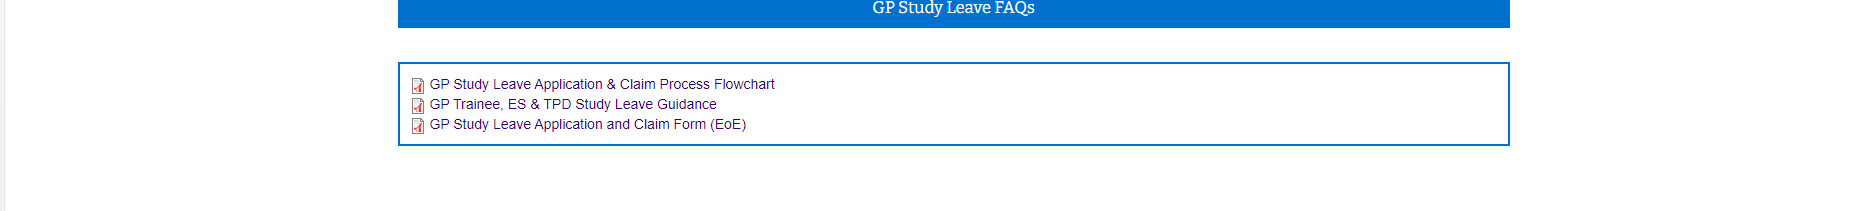 GP Study Leave FAQs
GP Study Leave Application & Claim Process Flowchart
GP Trainee, ES & TPD Study Leave Guidance
GP Study Leave Application and Claim Form (EoE)